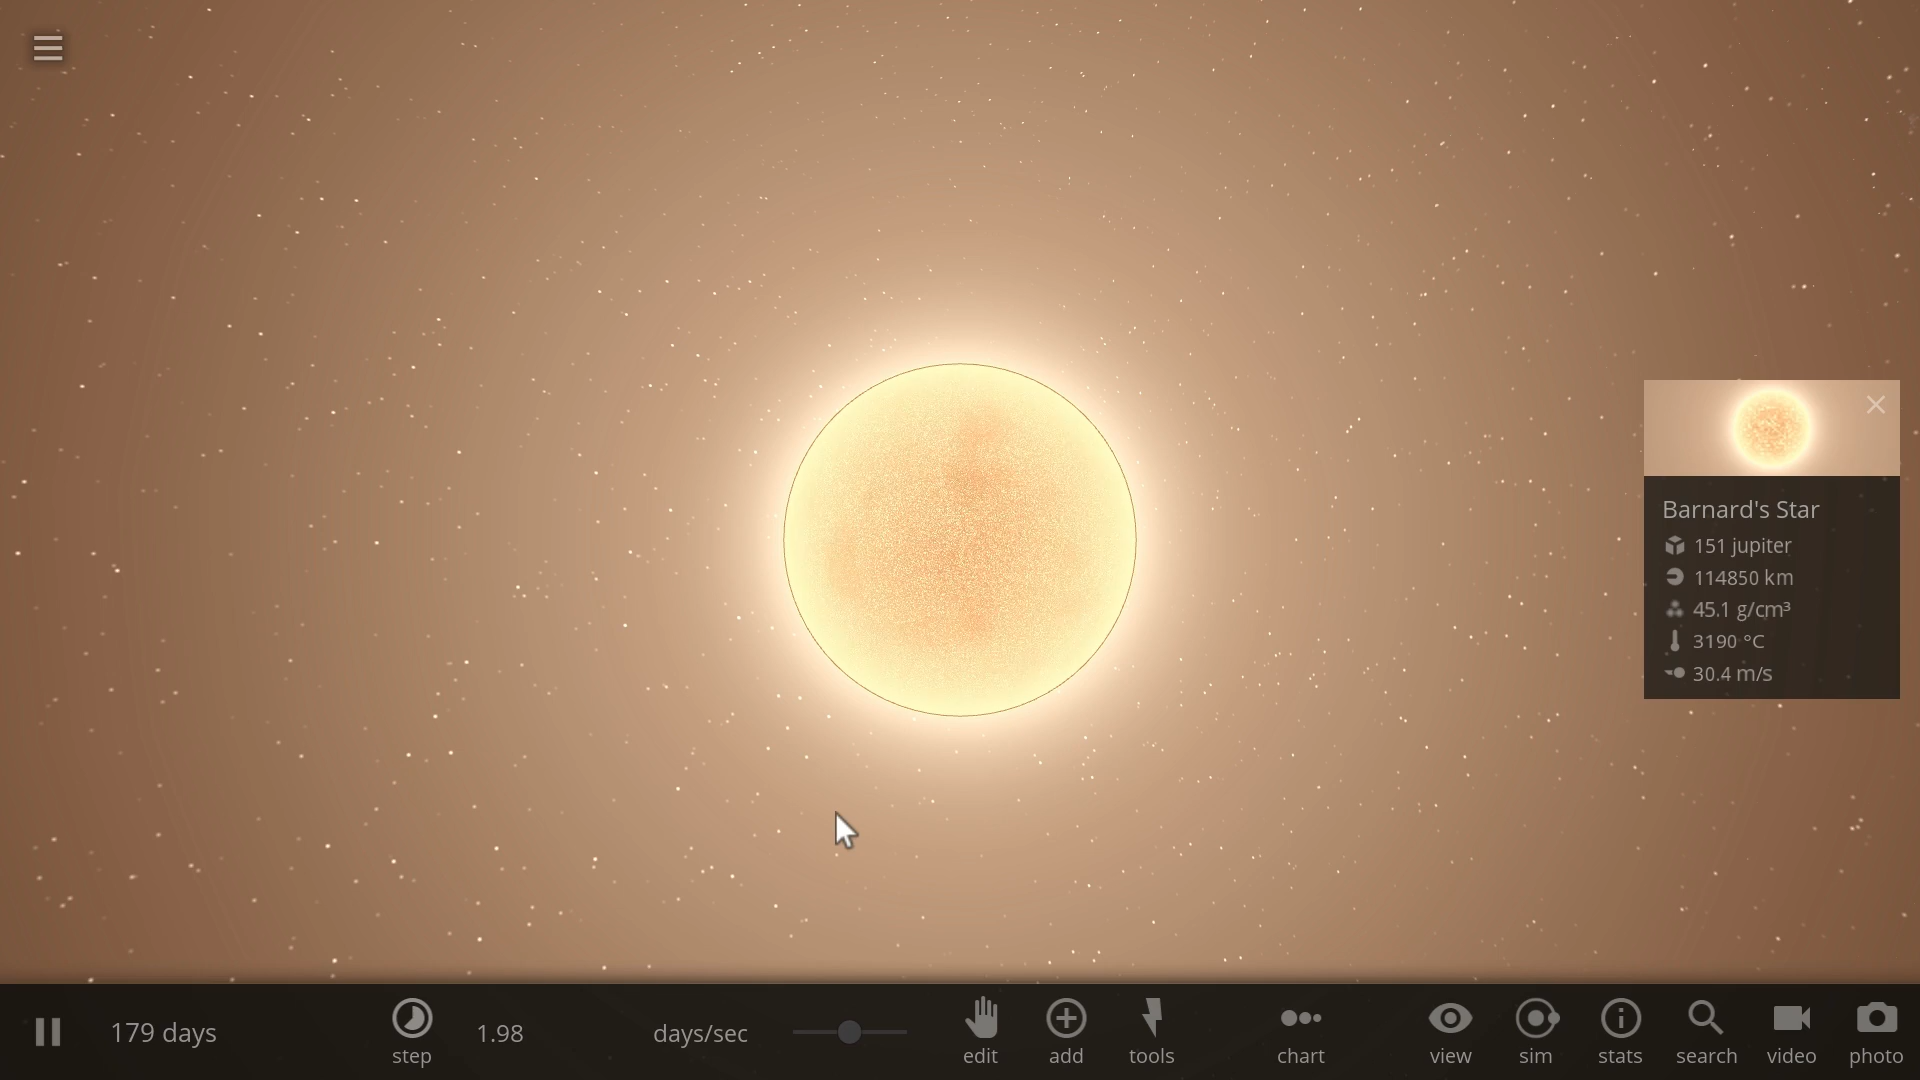 Barnard's Star
151 jupiter
114850 km
45.1 g/cm³
3190 °C
30.4 m/s
179 days
step
1.98
days/sec
edit
add
tools
chart
view
sim
stats
search
video
photo